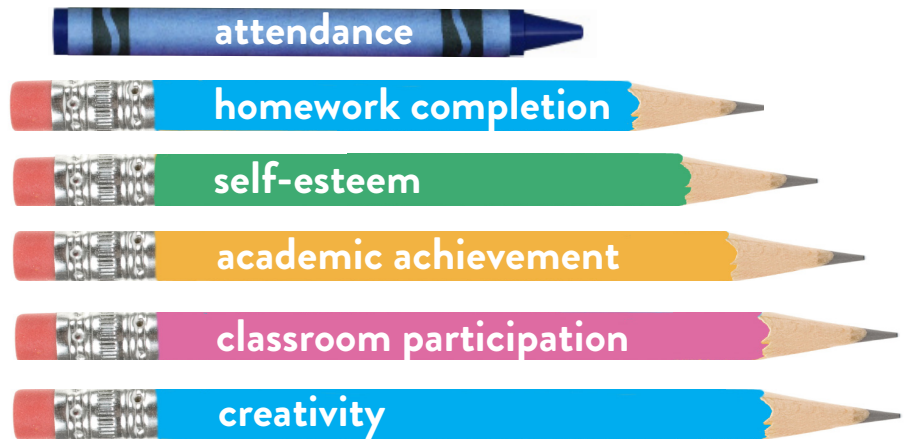 attendance
homework completion
self-esteem
academic achievement
classroom participation
creativity